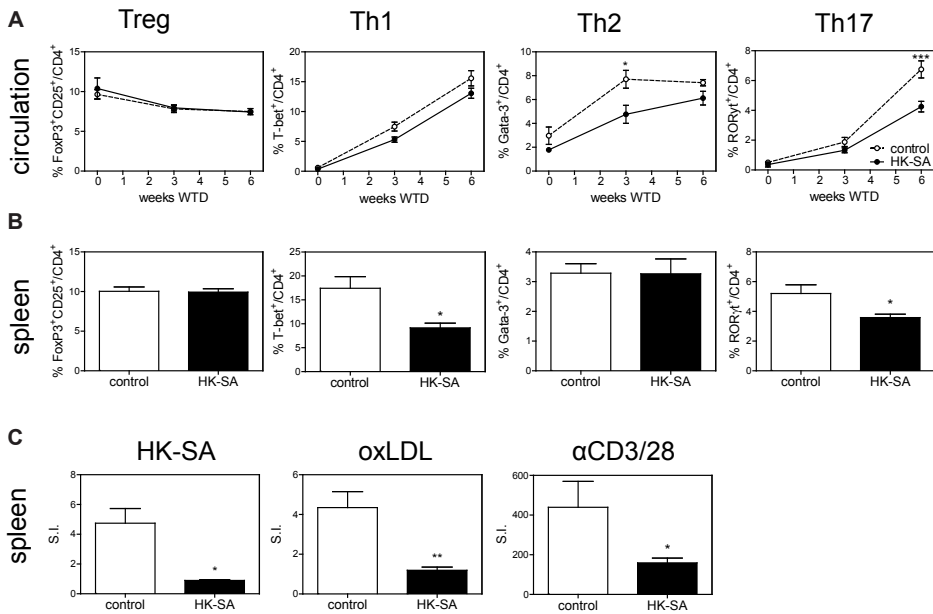 A
Treg
Th1
Th2
Th17
circulation
% FoxP3⁺CD25⁺/CD4⁺
15
10
5
0
0 1 2 3 4 5 6
weeks WTD
% T-bet⁺/CD4⁺
20
15
10
5
0
0 1 2 3 4 5 6
weeks WTD
% Gata-3⁺/CD4⁺
10
8
6
4
2
0
*
0 1 2 3 4 5 6
weeks WTD
% RORγt⁺/CD4⁺
8
6
4
2
0
***
control
HK-SA
0 1 2 3 4 5 6
weeks WTD
B
spleen
% FoxP3⁺CD25⁺/CD4⁺
15
10
5
0
control HK-SA
% T-bet⁺/CD4⁺
25
20
15
10
5
0
*
control HK-SA
% Gata-3⁺/CD4⁺
4
3
2
1
0
control HK-SA
% RORγt⁺/CD4⁺
8
6
4
2
0
*
control HK-SA
C
spleen
HK-SA
S.I.
8
6
4
2
0
*
control HK-SA
oxLDL
S.I.
6
4
2
0
**
control HK-SA
αCD3/28
S.I.
600
400
200
0
*
control HK-SA